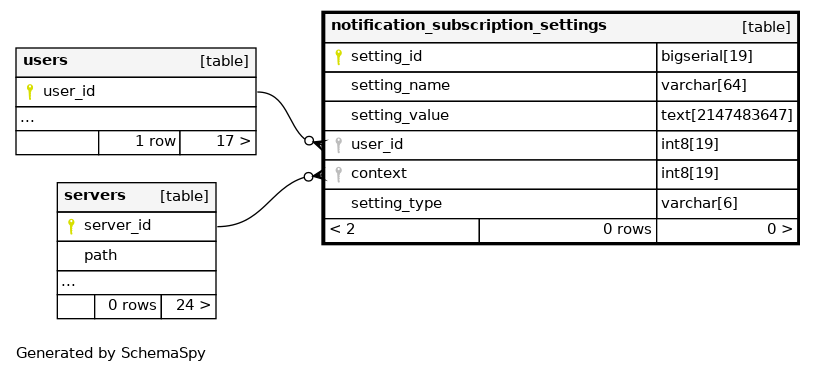 users [table]
user_id
...
1 row 17 >
servers [table]
server_id
path
...
0 rows 24 >
notification_subscription_settings [table]
setting_id bigserial[19]
setting_name varchar[64]
setting_value text[2147483647]
user_id int8[19]
context int8[19]
setting_type varchar[6]
< 2 0 rows 0 >
Generated by SchemaSpy